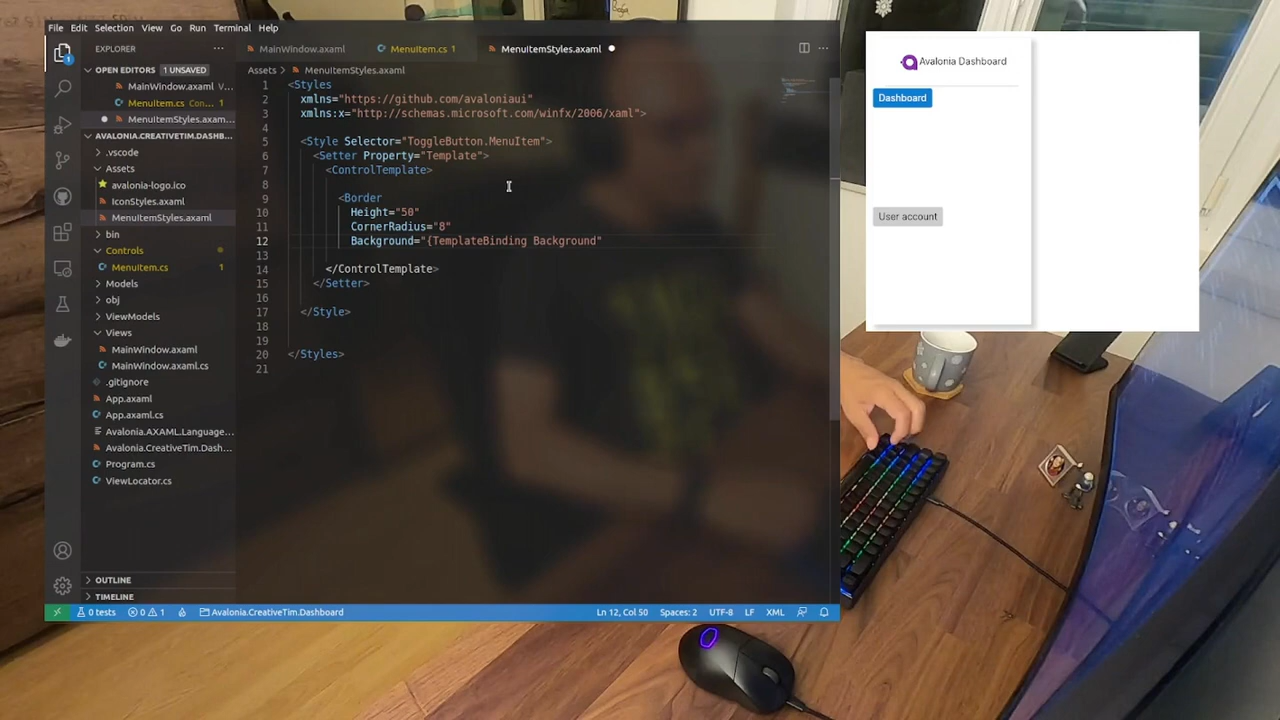 File Edit Selection View Go Run Terminal Help
EXPLORER
MainWindow.axaml
MenuItem.cs 1
MenuItemStyles.axaml
OPEN EDITORS 1 UNSAVED
MainWindow.axaml V...
MenuItem.cs Con... 1
MenuItemStyles.axam...
AVALONIA.CREATIVETIM.DASHB...
.vscode
Assets
avalonia-logo.ico
IconStyles.axaml
MenuItemStyles.axaml
bin
Controls
MenuItem.cs 1
Models
obj
ViewModels
Views
MainWindow.axaml
MainWindow.axaml.cs
.gitignore
App.axaml
App.axaml.cs
Avalonia.AXAML.Language...
Avalonia.CreativeTim.Dash...
Program.cs
ViewLocator.cs
OUTLINE
TIMELINE
Assets > MenuItemStyles.axaml
1 <Styles
2 xmlns="https://github.com/avaloniaui"
3 xmlns:x="http://schemas.microsoft.com/winfx/2006/xaml">
4
5 <Style Selector="ToggleButton.MenuItem">
6 <Setter Property="Template">
7 <ControlTemplate>
8
9 <Border
10 Height="50"
11 CornerRadius="8"
12 Background="{TemplateBinding Background"
13
14 </ControlTemplate>
15 </Setter>
16
17 </Style>
18
19
20 </Styles>
21
0 tests 0 1 Avalonia.CreativeTim.Dashboard
Ln 12, Col 50 Spaces: 2 UTF-8 LF XML
Avalonia Dashboard
Dashboard
User account